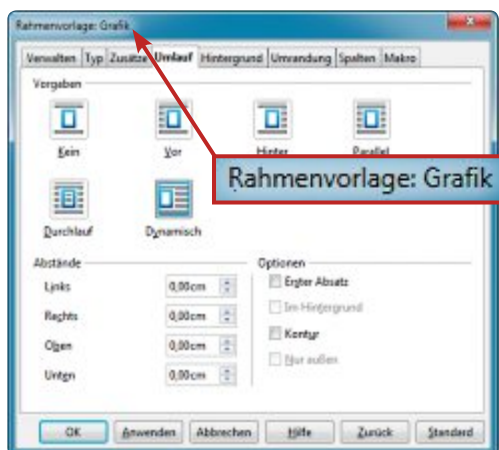 Rahmenvorlage: Grafik
Verwalten Typ Zusätze Umlauf Hintergrund Umrandung Spalten Makro
Vorgaben
Kein Vor Hinter Parallel
Rahmenvorlage: Grafik
Durchlauf Dynamisch
Abstände Optionen
Links 0,00cm Erster Absatz
Rechts 0,00cm Im Hintergrund
Oben 0,00cm Kontur
Unten 0,00cm Nur außen
OK Anwenden Abbrechen Hilfe Zurück Standard